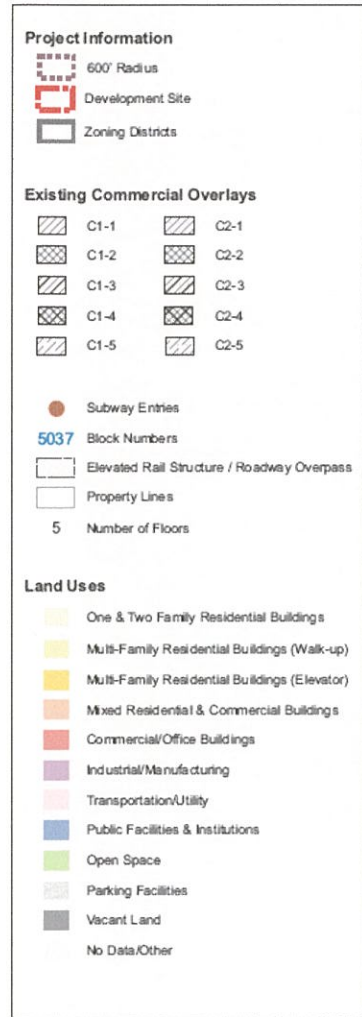 Project Information
600' Radius
Development Site
Zoning Districts
Existing Commercial Overlays
C1-1 C2-1
C1-2 C2-2
C1-3 C2-3
C1-4 C2-4
C1-5 C2-5
Subway Entries
5037 Block Numbers
Elevated Rail Structure / Roadway Overpass
Property Lines
5 Number of Floors
Land Uses
One & Two Family Residential Buildings
Multi-Family Residential Buildings (Walk-up)
Multi-Family Residential Buildings (Elevator)
Mixed Residential & Commercial Buildings
Commercial/Office Buildings
Industrial/Manufacturing
Transportation/Utility
Public Facilities & Institutions
Open Space
Parking Facilities
Vacant Land
No Data/Other